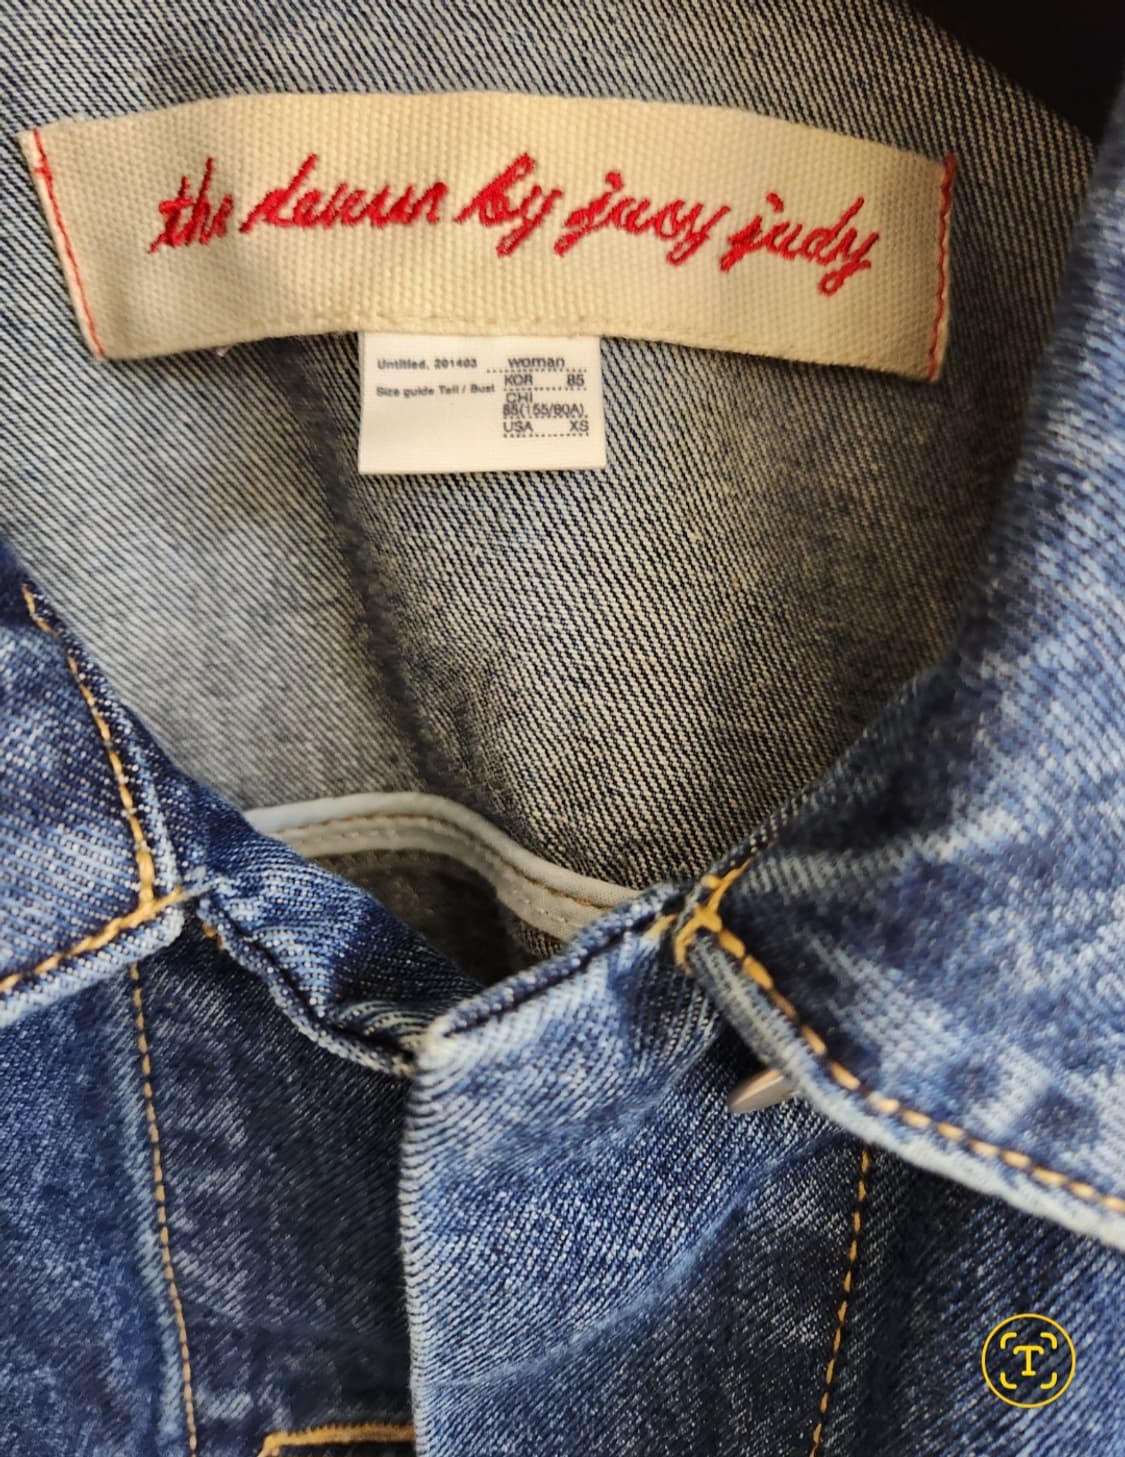 the denim by jucy judy
Untitled, 201403
Size guide Tall / Bust
woman
KOR 85
CHI
85(155/80A)
USA XS
T